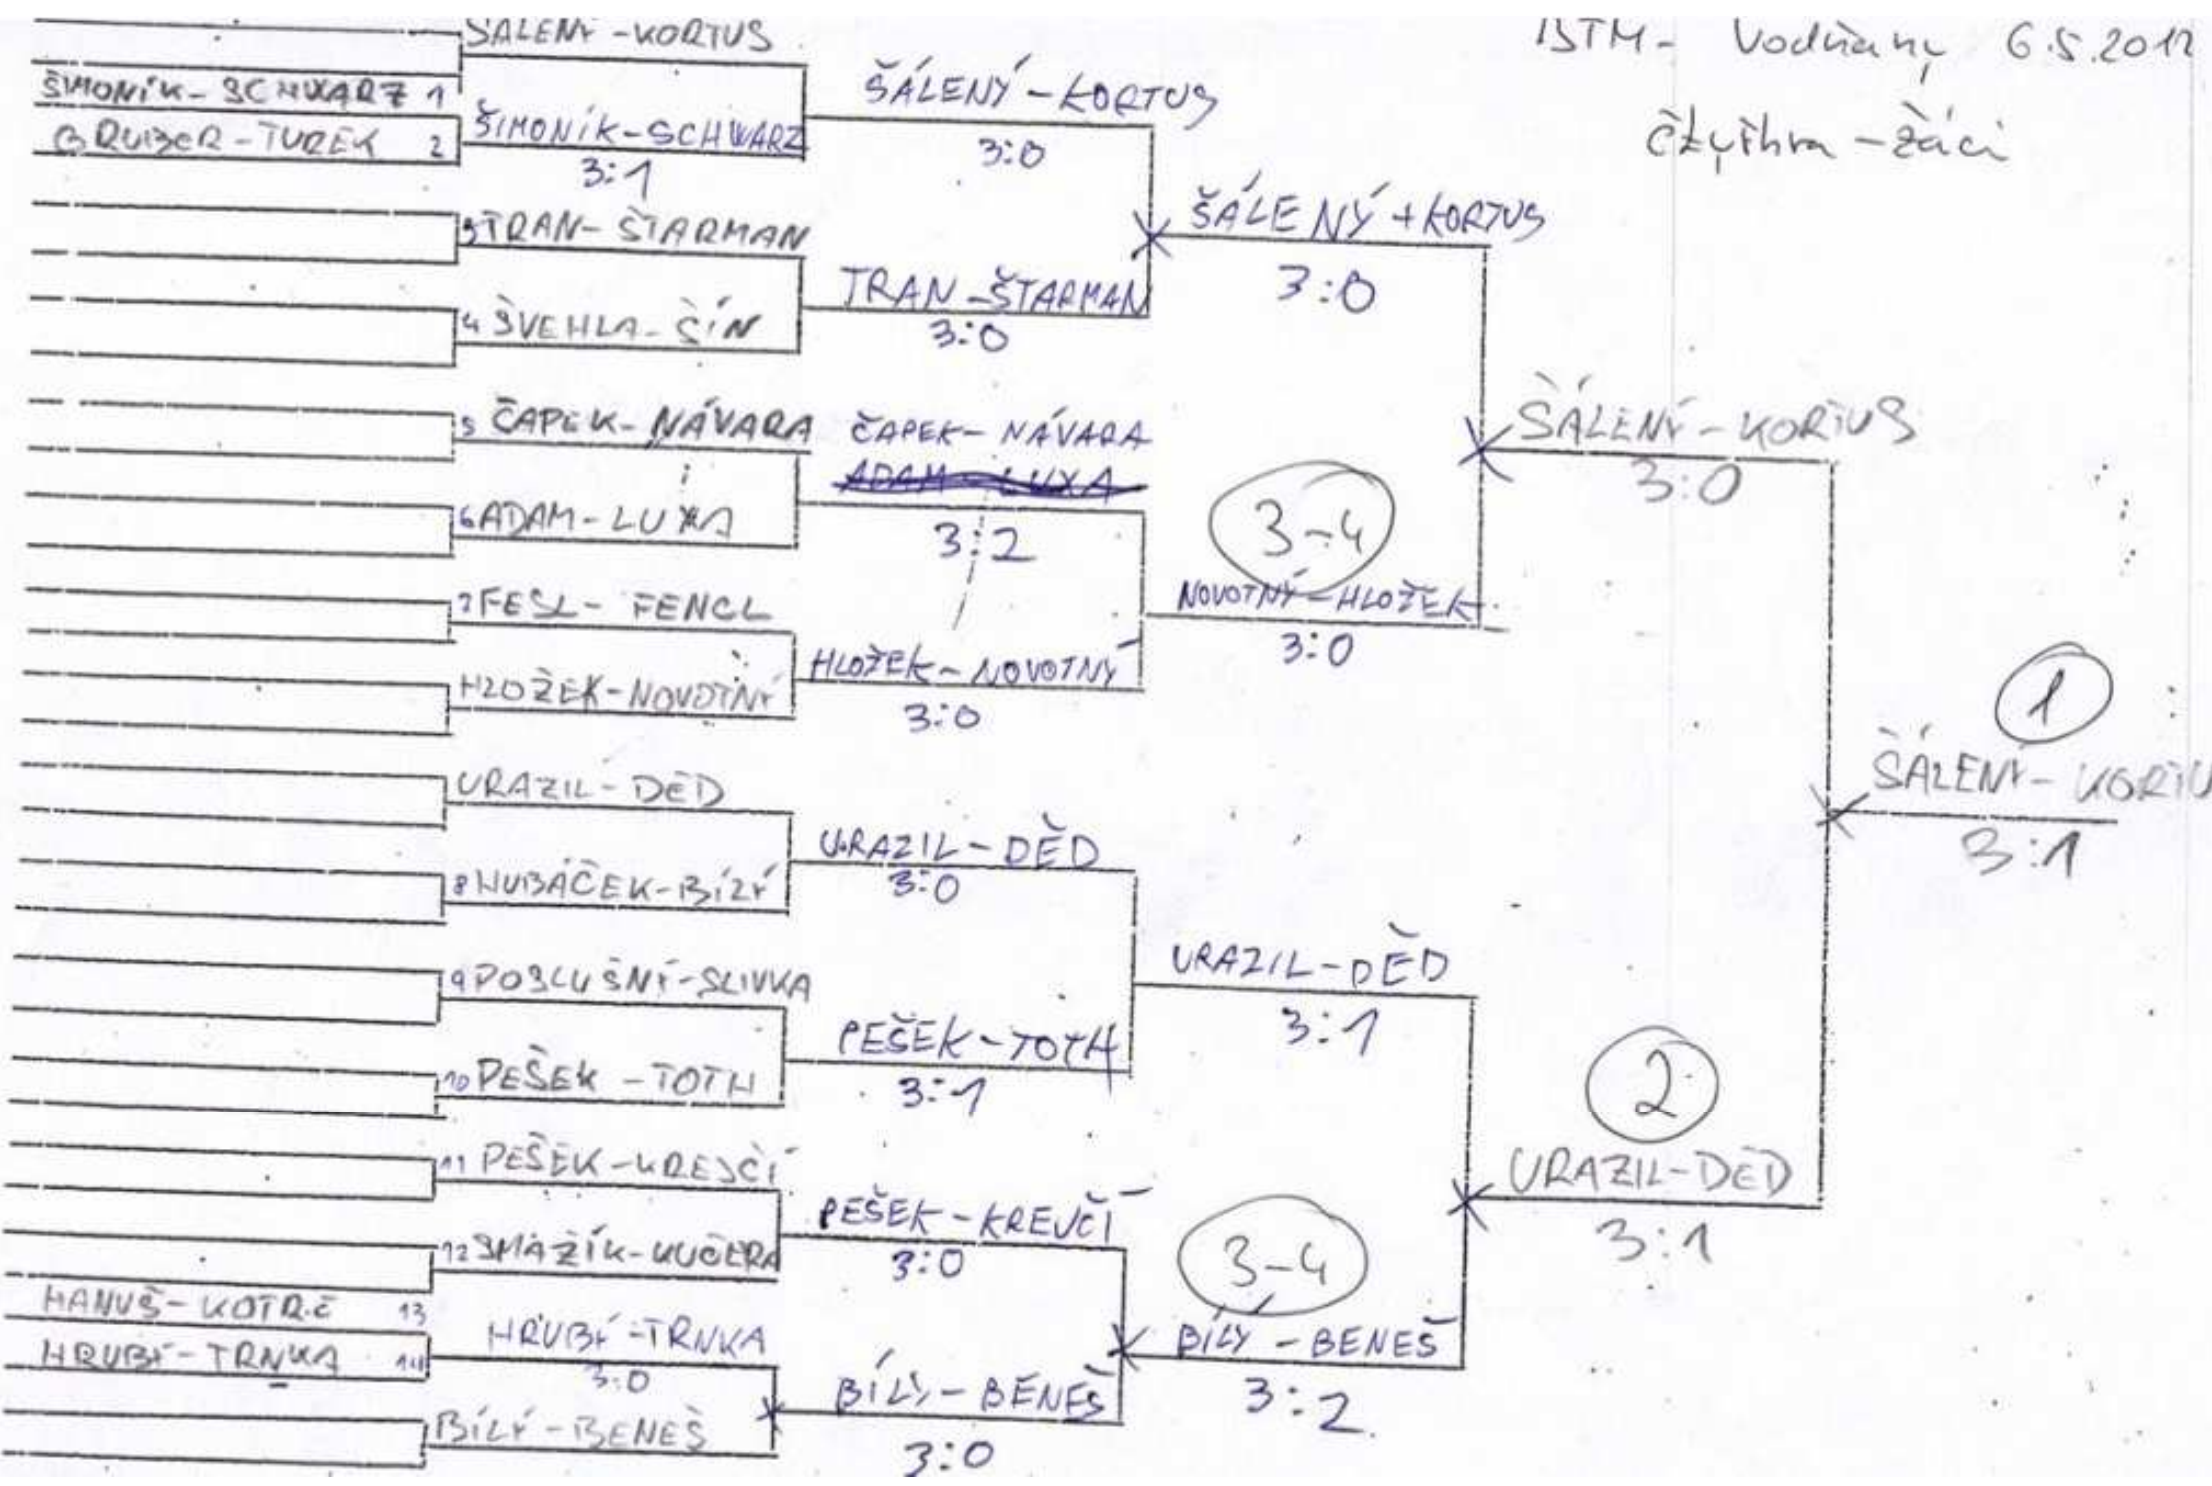 BTM - Vodňany 6.5.2012
čtyřhra - žáci
ŠÁLENÝ - KORTUS
ŠIMONÍK - SCHWARZ 1
GRUBER - TUREK 2
ŠIMONÍK - SCHWARZ
3:1
3 TRAN - ŠTARMAN
4 ŠVEHLA - ŠÍN
5 ČAPEK - NÁVARA
6 ADAM - LUXA
7 FESL - FENCL
HLOŽEK - NOVOTNÝ
URAZIL - DĚD
8 HUBÁČEK - BÍLÝ
9 POSLUŠNÝ - SLIVKA
10 PEŠEK - TOTH
11 PEŠEK - KREJČÍ
12 SMAŽÍK - KUČERA
HANUŠ - KOTRČ 13
HRUBÝ - TRNKA 14
HRUBÝ - TRNKA
3:0
BÍLÝ - BENEŠ
ŠÁLENÝ - KORTUS
3:0
TRAN - ŠTARMAN
3:0
ČAPEK - NÁVARA
ADAM - LUXA
3:2
HLOŽEK - NOVOTNÝ
3:0
URAZIL - DĚD
3:0
PEŠEK - TOTH
3:1
PEŠEK - KREJČÍ
3:0
BÍLÝ - BENEŠ
3:0
ŠÁLENÝ + KORTUS
3:0
3-4
NOVOTNÝ - HLOŽEK
3:0
URAZIL - DĚD
3:1
3-4
BÍLÝ - BENEŠ
3:2
ŠÁLENÝ - KORTUS
3:0
2
URAZIL - DĚD
3:1
1
ŠÁLENÝ - KORTU
3:1